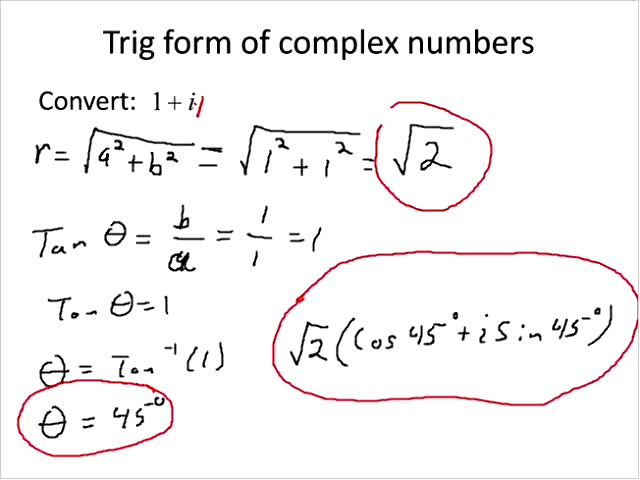 Trig form of complex numbers
Convert: 1 + i1
r = √a² + b² = √1² + 1² = √2
Tan θ = b/a = 1/1 = 1
Tan θ = 1
θ = Tan⁻¹(1)
θ = 45°
√2 (cos 45° + i sin 45°)